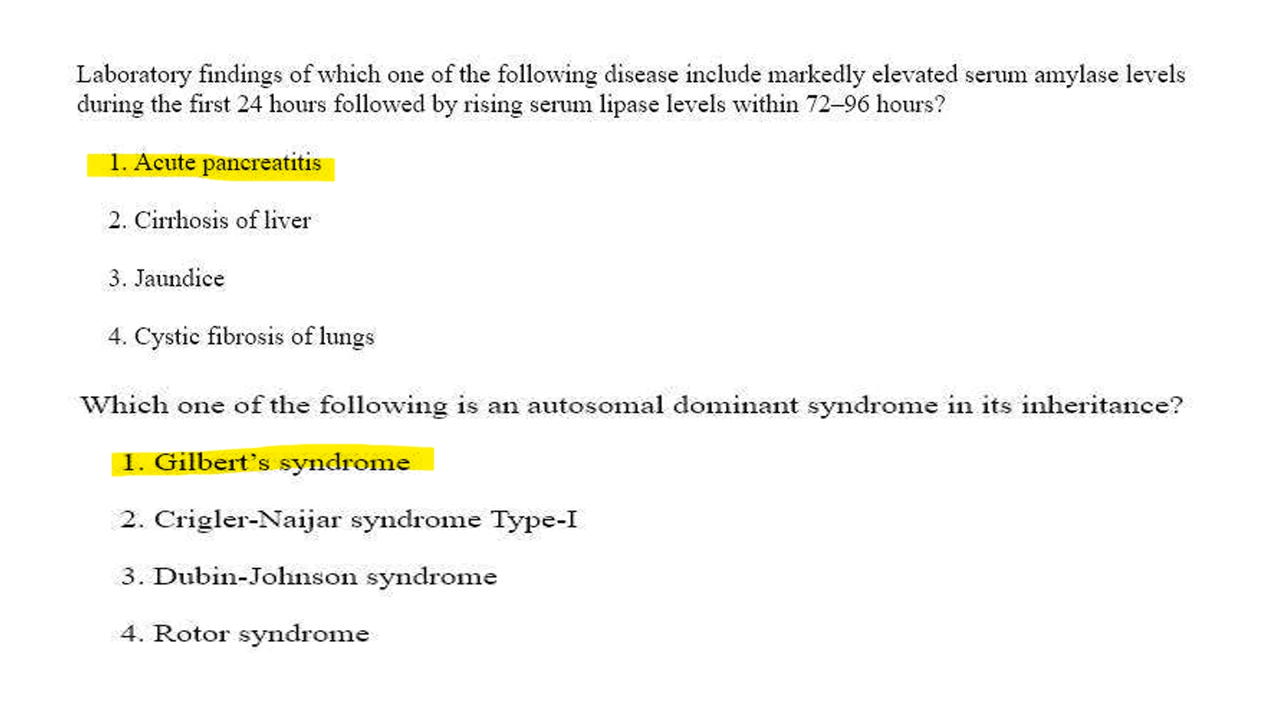 Laboratory findings of which one of the following disease include markedly elevated serum amylase levels
during the first 24 hours followed by rising serum lipase levels within 72–96 hours?
1. Acute pancreatitis
2. Cirrhosis of liver
3. Jaundice
4. Cystic fibrosis of lungs
Which one of the following is an autosomal dominant syndrome in its inheritance?
1. Gilbert's syndrome
2. Crigler-Naijar syndrome Type-I
3. Dubin-Johnson syndrome
4. Rotor syndrome